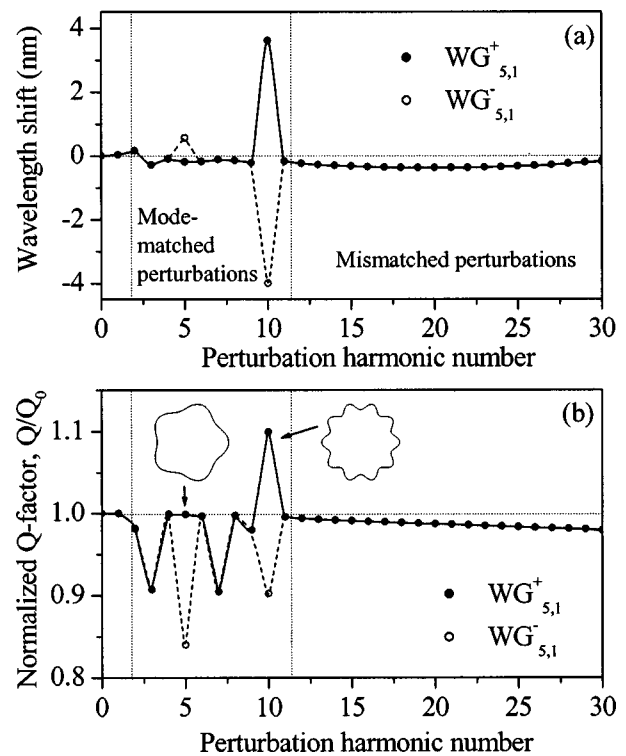 4
2
0
-2
-4
Wavelength shift (nm)
(a)
WG+5,1
WG-5,1
Mode-
matched
perturbations
Mismatched perturbations
0 5 10 15 20 25 30
Perturbation harmonic number
1.1
1.0
0.9
0.8
Normalized Q-factor, Q/Q0
(b)
WG+5,1
WG-5,1
0 5 10 15 20 25 30
Perturbation harmonic number